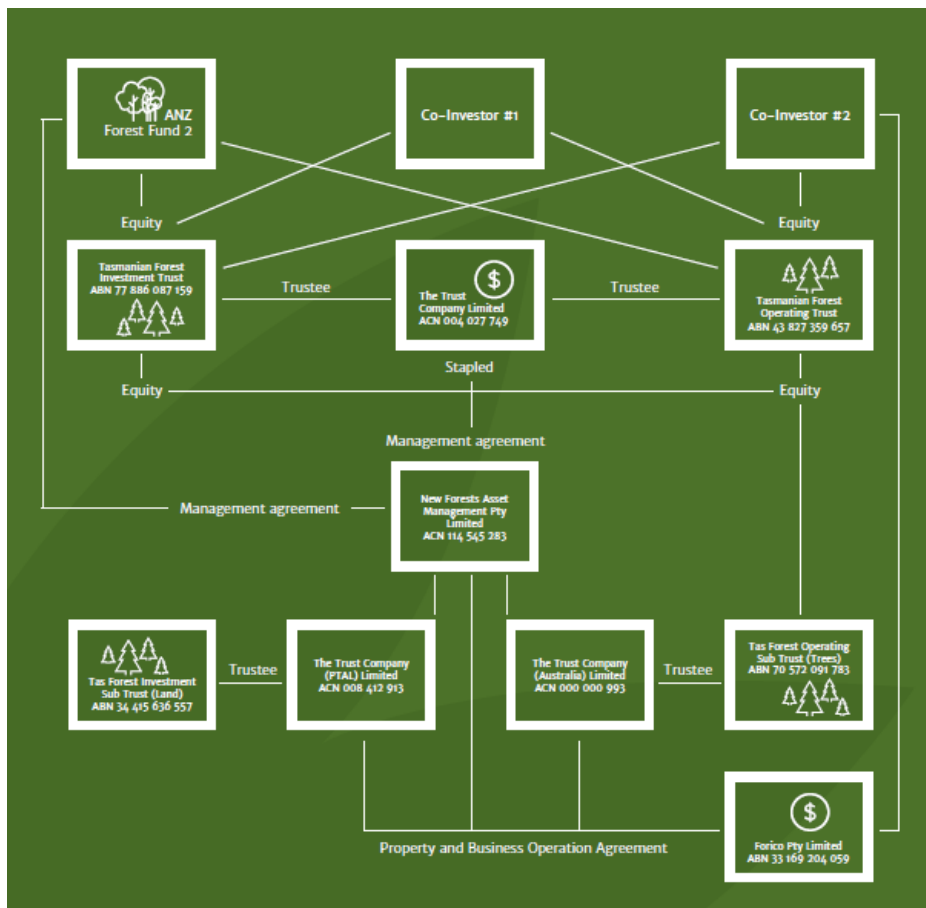 ANZ
Forest Fund 2
Co-Investor #1
Co-Investor #2
Equity
Equity
Tasmanian Forest
Investment Trust
ABN 77 886 087 159
Trustee
$
The Trust
Company Limited
ACN 004 027 749
Trustee
Tasmanian Forest
Operating Trust
ABN 43 827 359 657
Stapled
Equity
Equity
Management agreement
Management agreement
New Forests Asset
Management Pty
Limited
ACN 114 545 283
Tas Forest Investment
Sub Trust (Land)
ABN 34 415 636 557
Trustee
The Trust Company
(PTAL) Limited
ACN 008 412 913
The Trust Company
(Australia) Limited
ACN 000 000 993
Trustee
Tas Forest Operating
Sub Trust (Trees)
ABN 70 572 091 783
Property and Business Operation Agreement
$
Forico Pty Limited
ABN 33 169 204 059